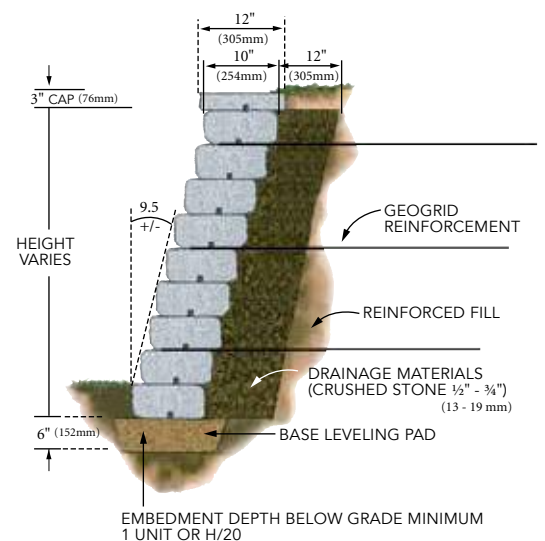 12"
(305mm)
10"
(254mm)
12"
(305mm)
3" CAP (76mm)
9.5
+/-
HEIGHT
VARIES
GEOGRID
REINFORCEMENT
REINFORCED FILL
DRAINAGE MATERIALS
(CRUSHED STONE ½" - ¾")
(13 - 19 mm)
6" (152mm)
BASE LEVELING PAD
EMBEDMENT DEPTH BELOW GRADE MINIMUM
1 UNIT OR H/20